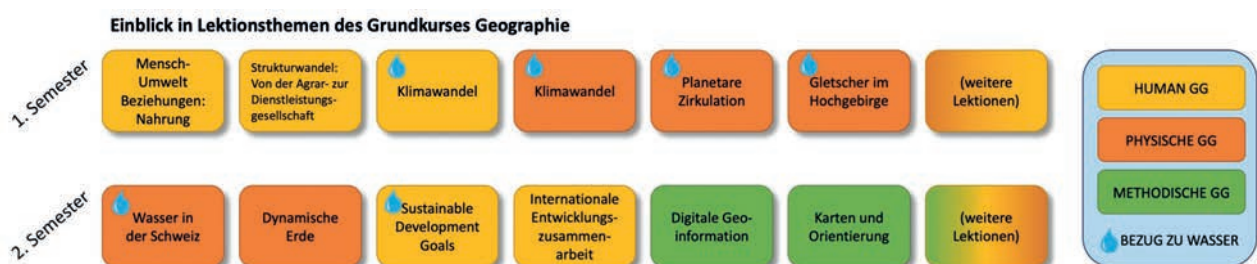 Einblick in Lektionsthemen des Grundkurses Geographie
1. Semester
Mensch-
Umwelt
Beziehungen:
Nahrung
Strukturwandel:
Von der Agrar- zur
Dienstleistungs-
gesellschaft
Klimawandel
Klimawandel
Planetare
Zirkulation
Gletscher im
Hochgebirge
(weitere
Lektionen)
2. Semester
Wasser in
der Schweiz
Dynamische
Erde
Sustainable
Development
Goals
Internationale
Entwicklungs-
zusammen-
arbeit
Digitale Geo-
information
Karten und
Orientierung
(weitere
Lektionen)
HUMAN GG
PHYSISCHE GG
METHODISCHE GG
BEZUG ZU WASSER